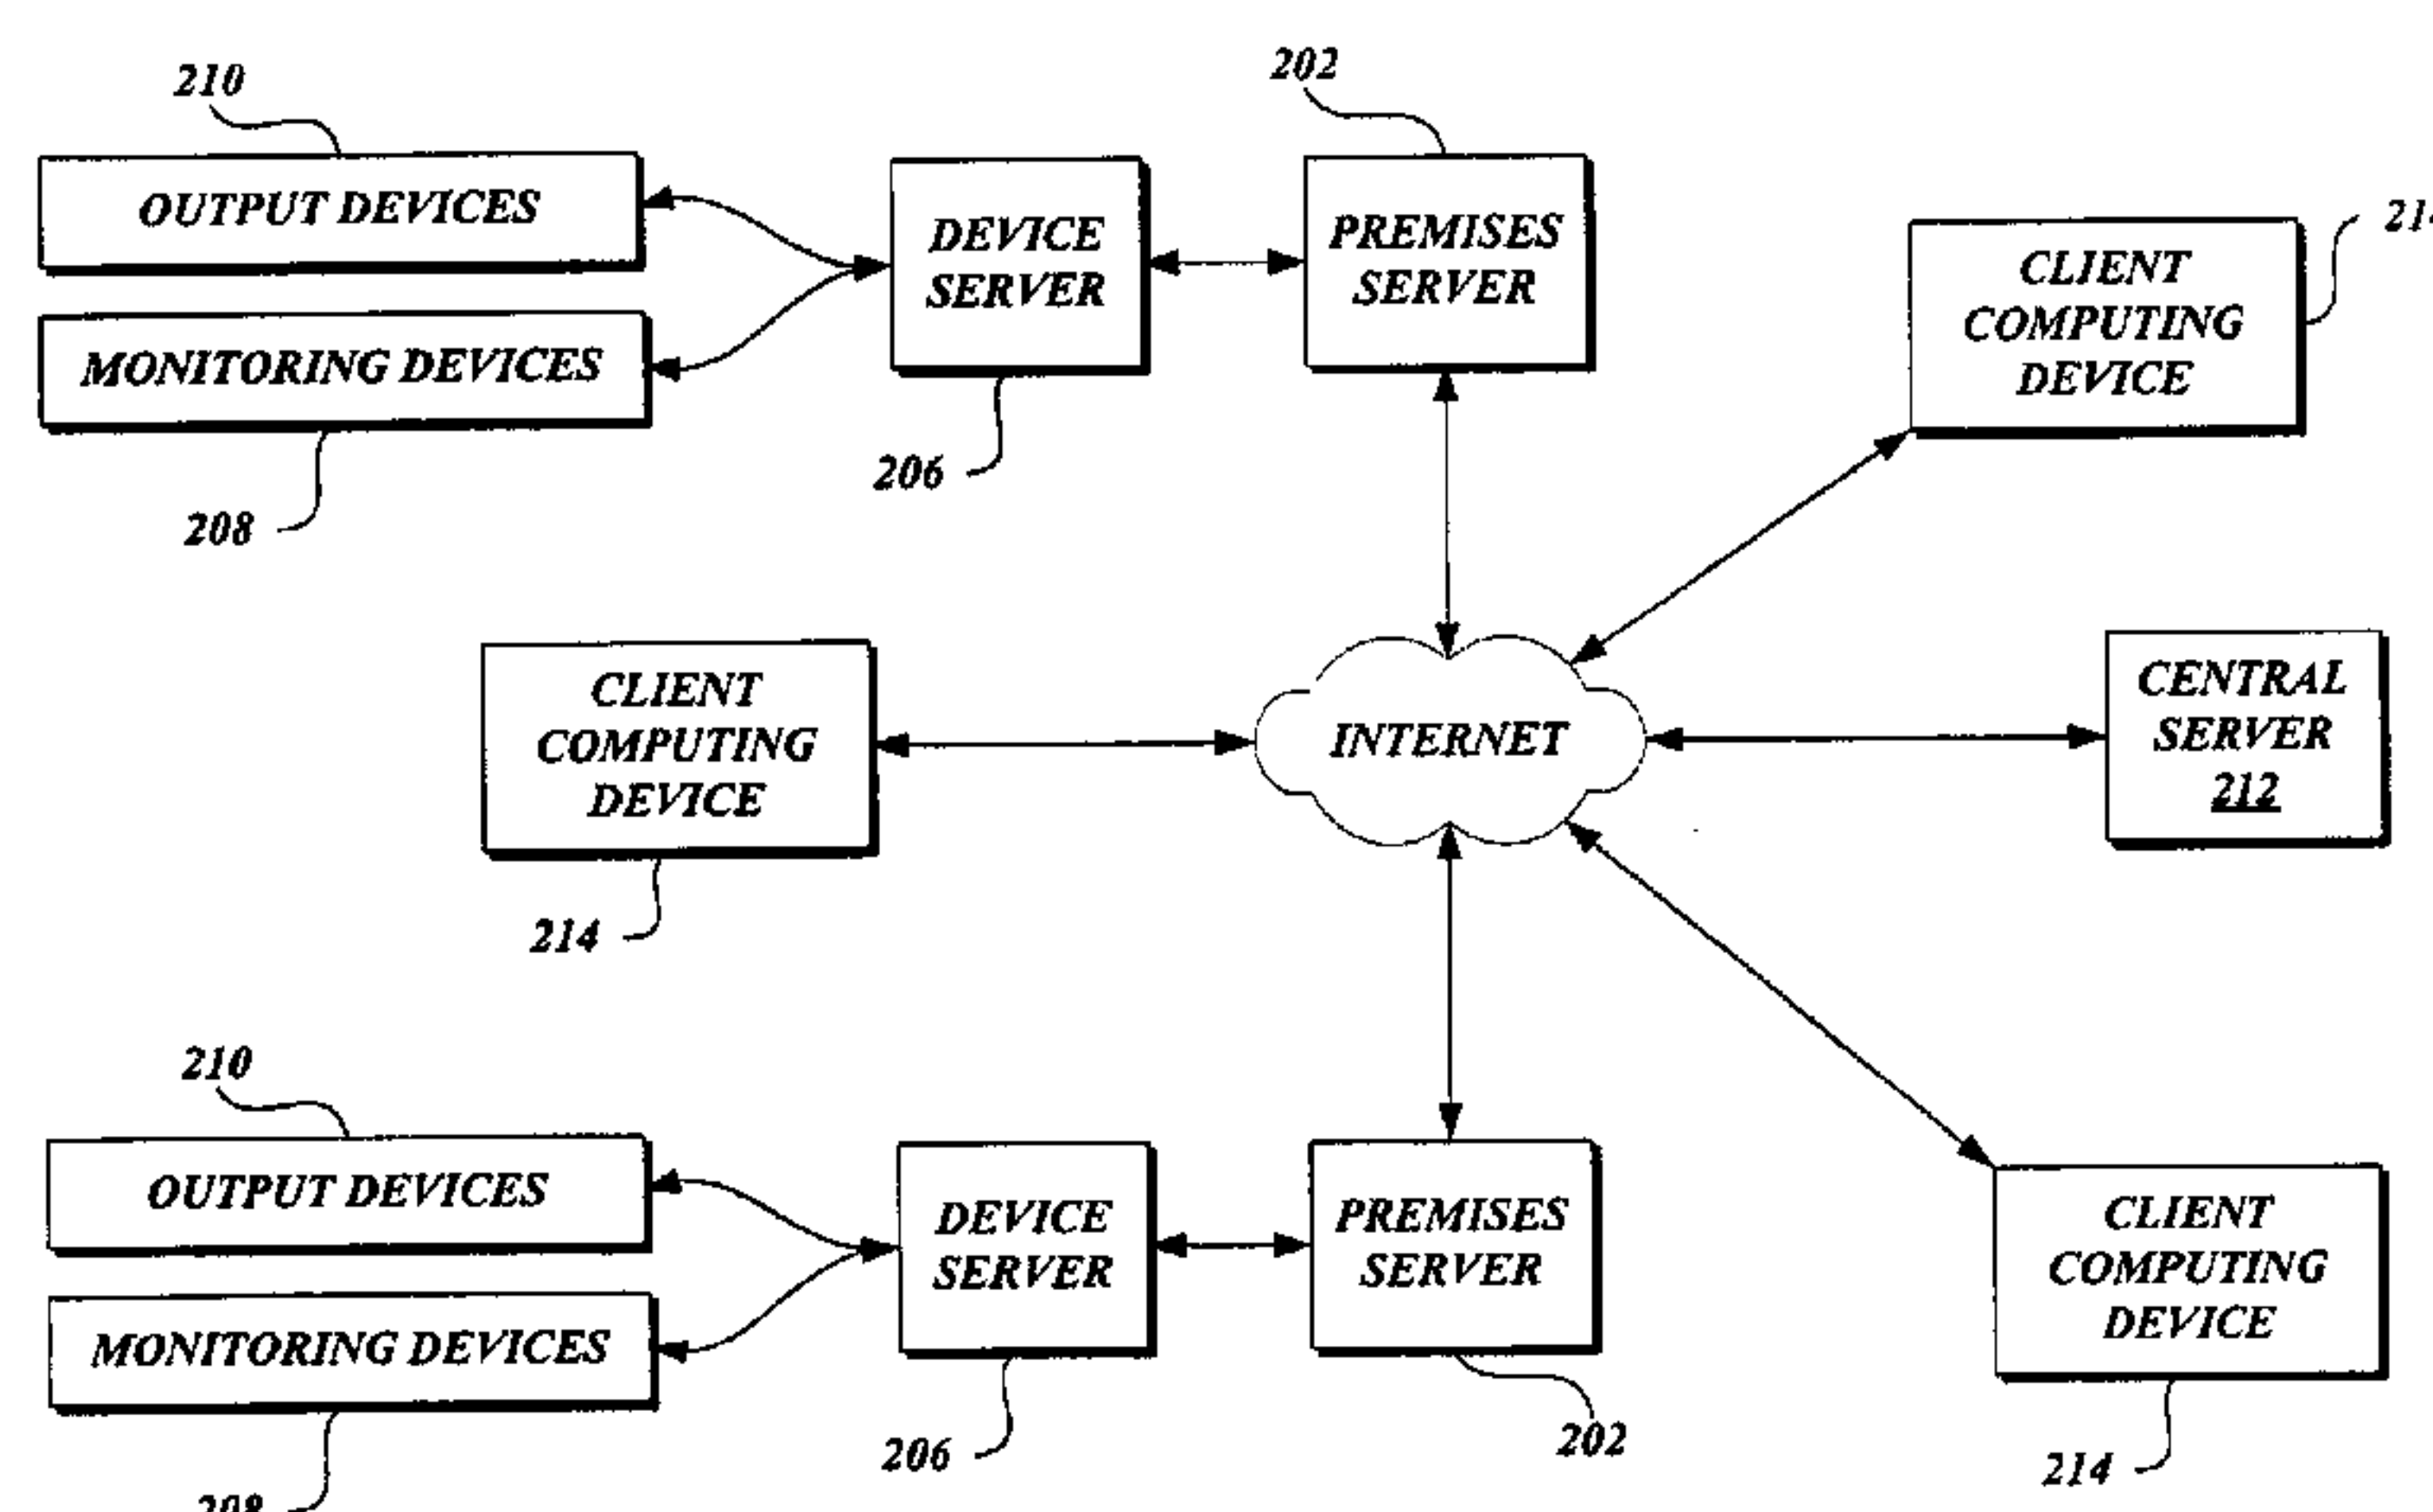 210
202
OUTPUT DEVICES
DEVICE
SERVER
PREMISES
SERVER
CLIENT
COMPUTING
DEVICE
MONITORING DEVICES
206
208
CLIENT
COMPUTING
DEVICE
INTERNET
CENTRAL
SERVER
212
214
210
OUTPUT DEVICES
DEVICE
SERVER
PREMISES
SERVER
CLIENT
COMPUTING
DEVICE
MONITORING DEVICES
206
202
214
208